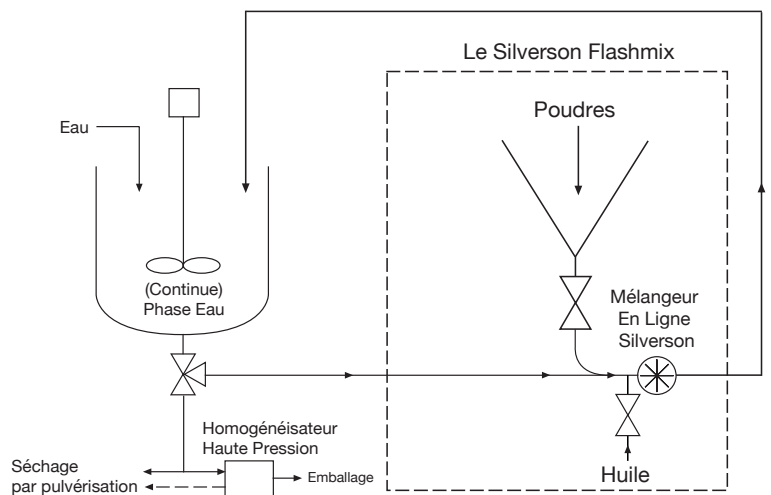 Le Silverson Flashmix
Poudres
Eau
(Continue)
Phase Eau
Mélangeur
En Ligne
Silverson
Homogénéisateur
Haute Pression
Séchage
par pulvérisation
Emballage
Huile